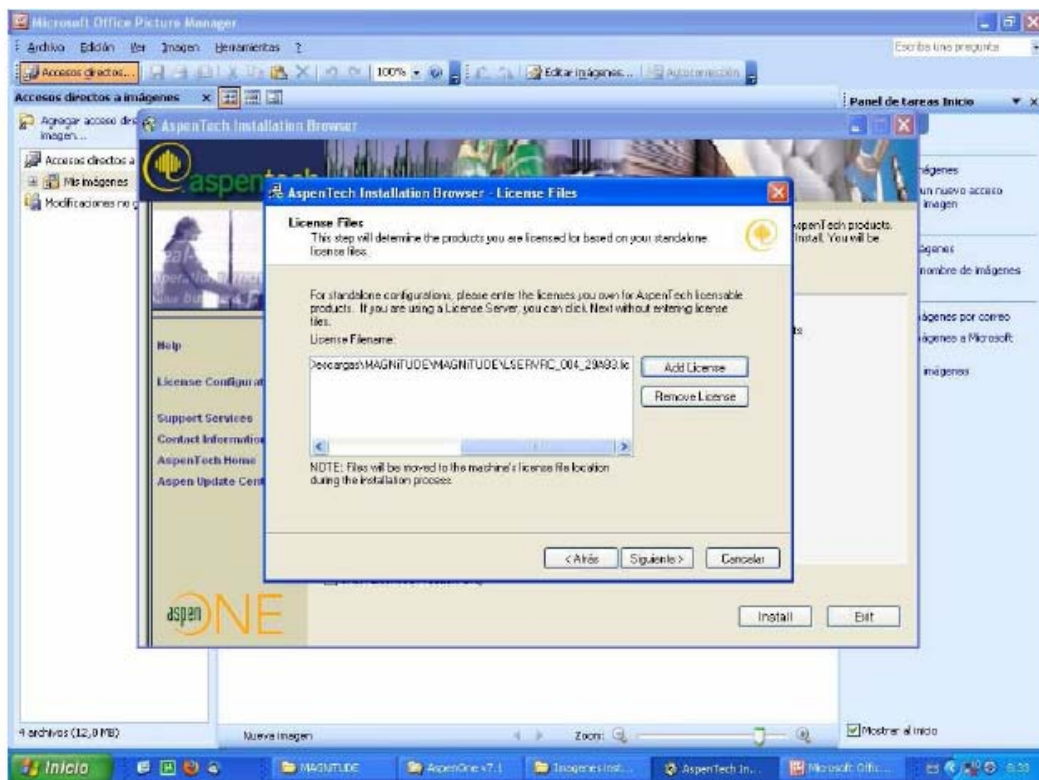 Microsoft Office Picture Manager
Archivo Edición Ver Imagen Herramientas ?
Escriba una pregunta
Accesos directos...
100%
Editar imágenes...
Autocorrección
Accesos directos a imágenes
Panel de tareas Inicio
Agregar acceso
imagen...
AspenTech Installation Browser
Accesos directos a
Mis imágenes
Modificaciones no
aspen
AspenTech Installation Browser - License Files
License Files
This step will determine the products you are licensed for based on your standalone
license files.
AspenTech products.
Install. You will be
ágenes
un nuevo acceso
imagen
ágenes
nombre de imágenes
ágenes por correo
ágenes a Microsoft
imágenes
For standalone configurations, please enter the licenses you own for AspenTech licensable
products. If you are using a License Server, you can click Next without entering license
files.
License Filename:
Add License
Remove License
NOTE: Files will be moved to the machine's license file location
during the installation process
Help
License Configurat
Support Services
Contact Informatio
AspenTech Home
Aspen Update Cent
< Atrás
Siguiente >
Cancelar
aspen ONE
Install
Exit
4 archivos (12,0 MB)
Nueva imagen
Zoom:
Mostrar al inicio
Inicio
MAGNiTUDE
AspenOne v7.1
Imagenes inst...
AspenTech In...
Microsoft Offic...
6:33